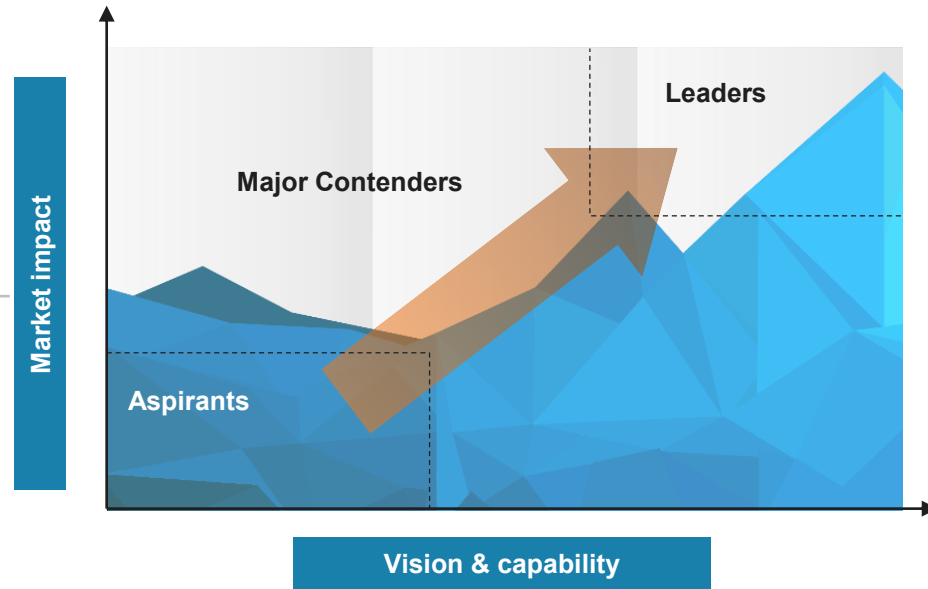 Leaders
Major Contenders
Market impact
Aspirants
Vision & capability